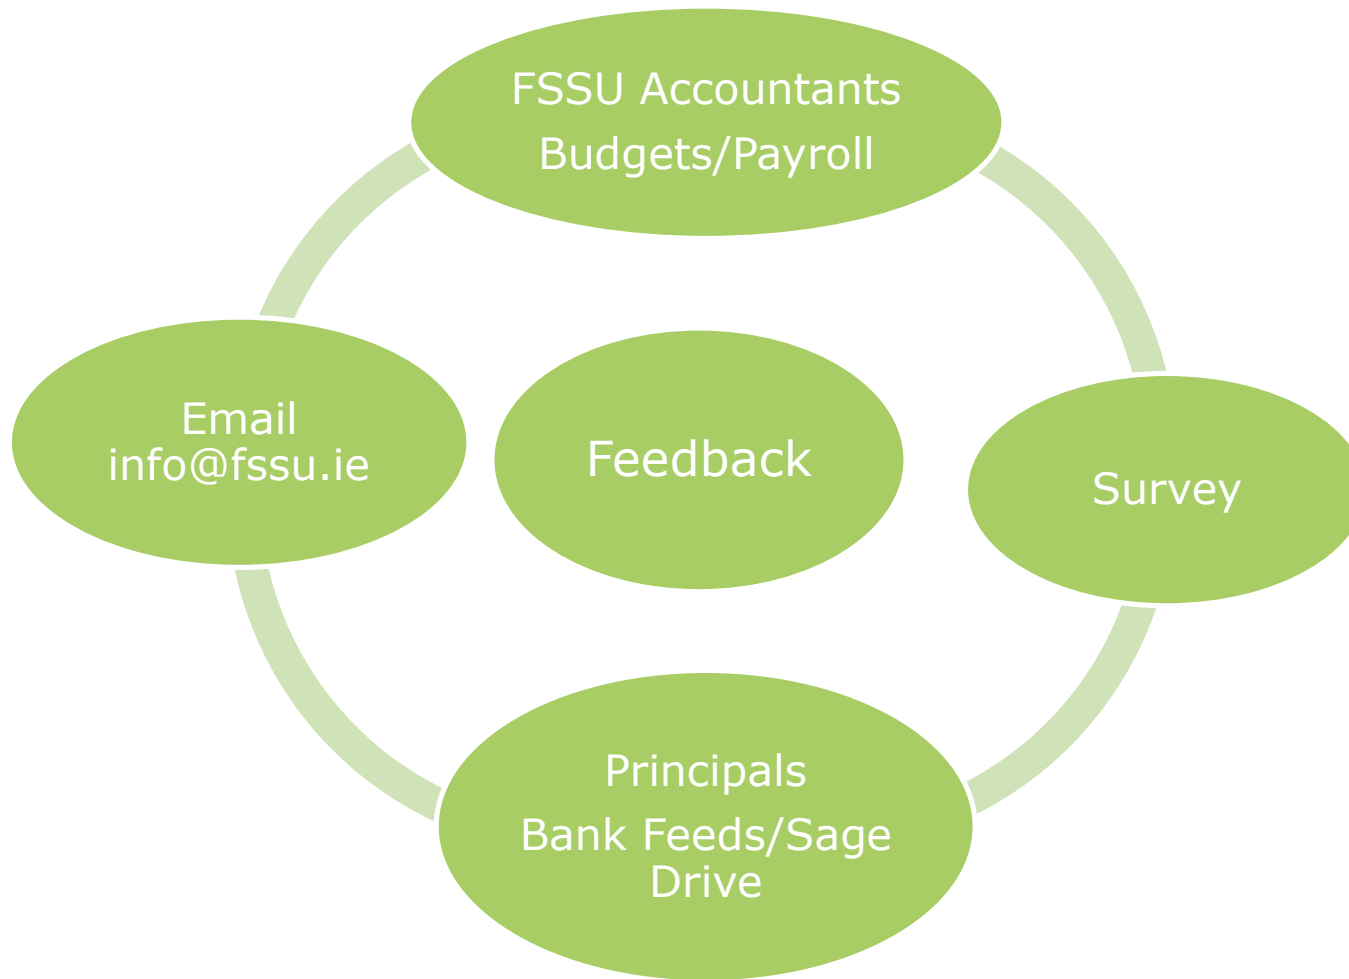 FSSU Accountants
Budgets/Payroll
Email
info@fssu.ie
Feedback
Survey
Principals
Bank Feeds/Sage
Drive